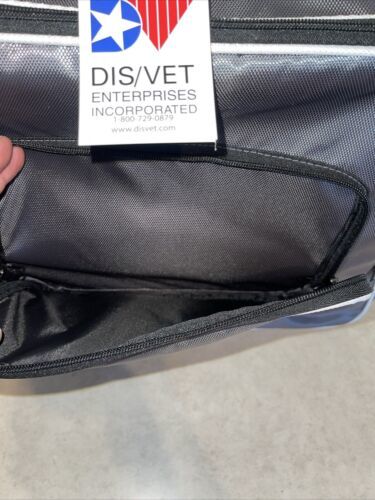 DIS/VET
ENTERPRISES
INCORPORATED
1-800-729-0879
www.disvet.com